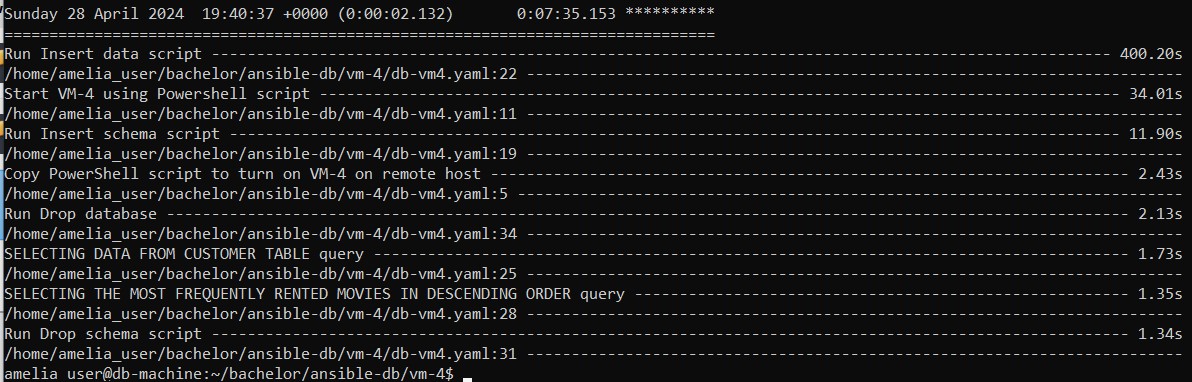 Sunday 28 April 2024  19:40:37 +0000 (0:00:02.132)       0:07:35.153 **********
===============================================================================
Run Insert data script ---------------------------------------------------------------------------------------------------- 400.20s
/home/amelia_user/bachelor/ansible-db/vm-4/db-vm4.yaml:22 -------------------------------------------------------------------------
Start VM-4 using Powershell script ----------------------------------------------------------------------------------------- 34.01s
/home/amelia_user/bachelor/ansible-db/vm-4/db-vm4.yaml:11 -------------------------------------------------------------------------
Run Insert schema script --------------------------------------------------------------------------------------------------- 11.90s
/home/amelia_user/bachelor/ansible-db/vm-4/db-vm4.yaml:19 -------------------------------------------------------------------------
Copy PowerShell script to turn on VM-4 on remote host ----------------------------------------------------------------------- 2.43s
/home/amelia_user/bachelor/ansible-db/vm-4/db-vm4.yaml:5 --------------------------------------------------------------------------
Run Drop database ----------------------------------------------------------------------------------------------------------- 2.13s
/home/amelia_user/bachelor/ansible-db/vm-4/db-vm4.yaml:34 -------------------------------------------------------------------------
SELECTING DATA FROM CUSTOMER TABLE query ------------------------------------------------------------------------------------ 1.73s
/home/amelia_user/bachelor/ansible-db/vm-4/db-vm4.yaml:25 -------------------------------------------------------------------------
SELECTING THE MOST FREQUENTLY RENTED MOVIES IN DESCENDING ORDER query ------------------------------------------------------- 1.35s
/home/amelia_user/bachelor/ansible-db/vm-4/db-vm4.yaml:28 -------------------------------------------------------------------------
Run Drop schema script ------------------------------------------------------------------------------------------------------ 1.34s
/home/amelia_user/bachelor/ansible-db/vm-4/db-vm4.yaml:31 -------------------------------------------------------------------------
amelia_user@db-machine:~/bachelor/ansible-db/vm-4$